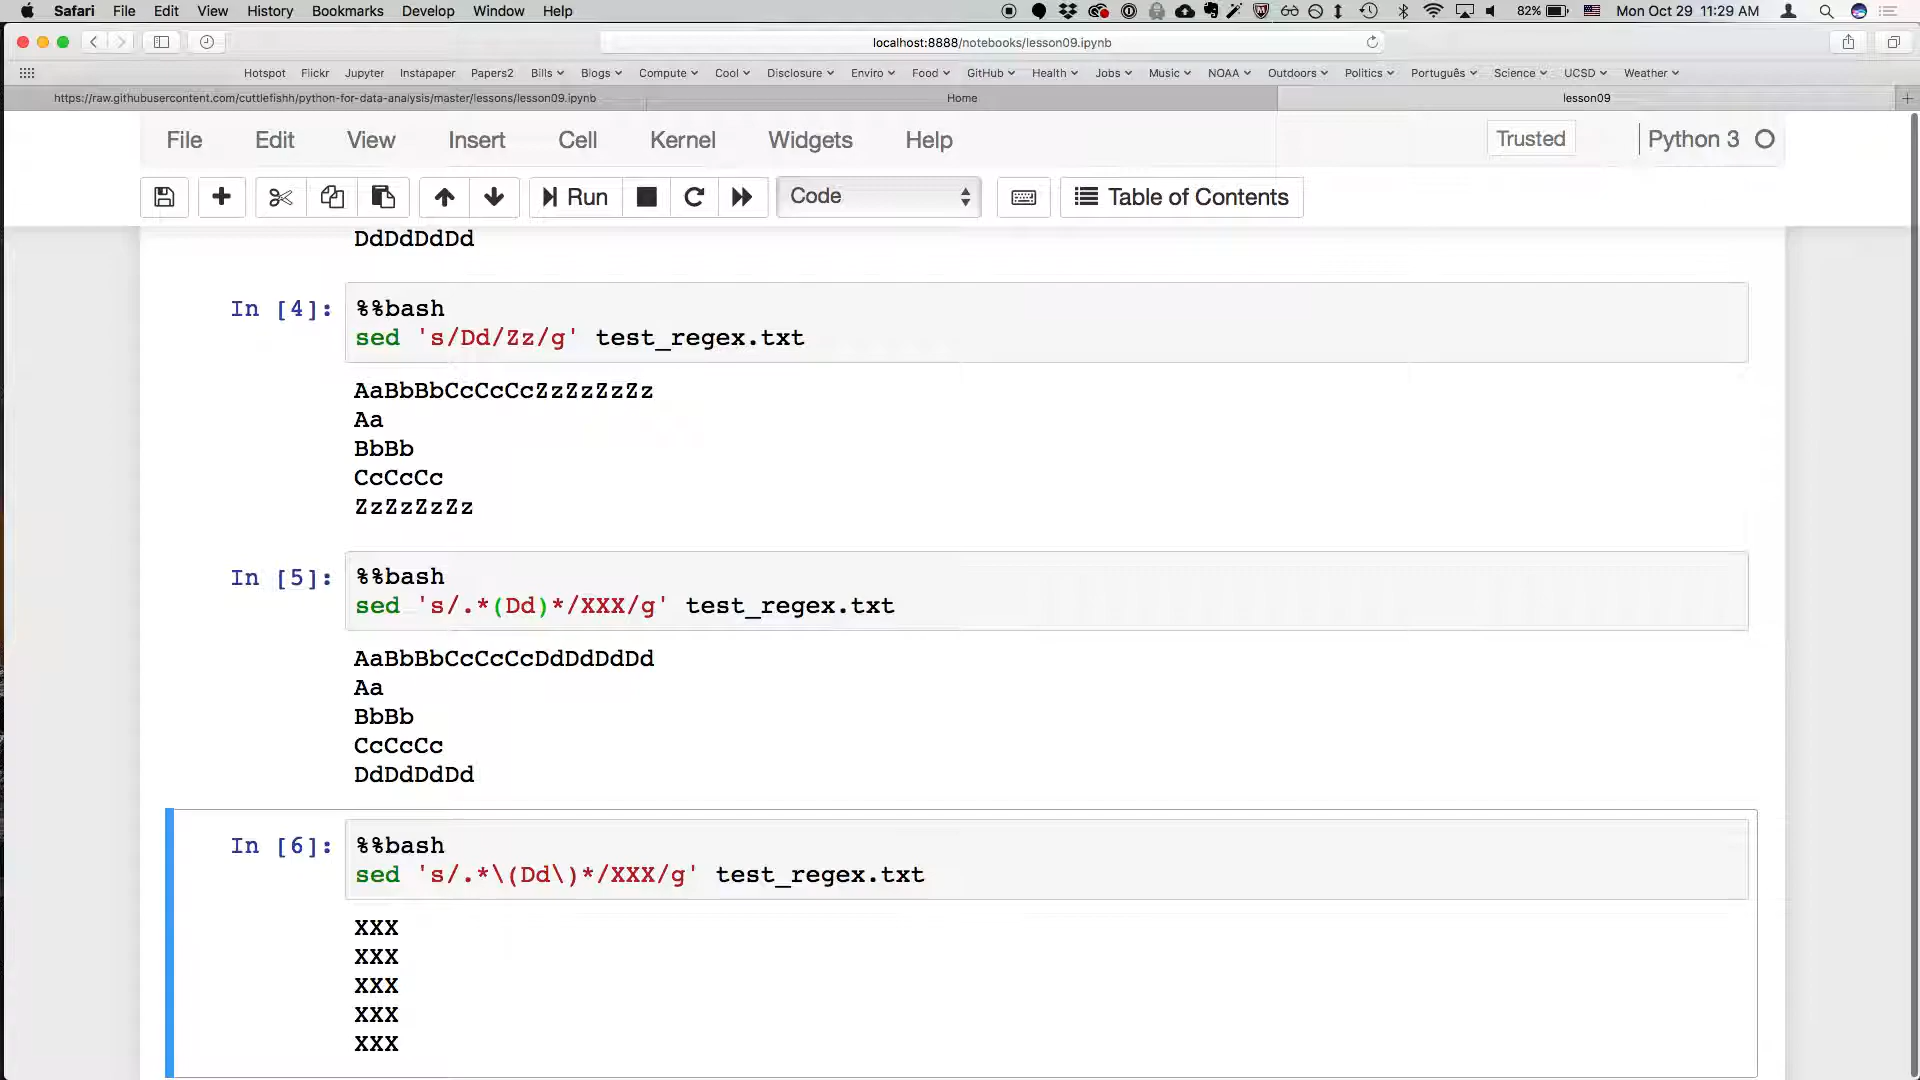 Safari File Edit View History Bookmarks Develop Window Help 82% Mon Oct 29 11:29 AM
localhost:8888/notebooks/lesson09.ipynb
Hotspot Flickr Jupyter Instapaper Papers2 Bills Blogs Compute Cool Disclosure Enviro Food GitHub Health Jobs Music NOAA Outdoors Politics Português Science UCSD Weather
https://raw.githubusercontent.com/cuttlefishh/python-for-data-analysis/master/lessons/lesson09.ipynb Home lesson09
File Edit View Insert Cell Kernel Widgets Help Trusted Python 3
Run Code Table of Contents
DdDdDdDd
In [4]: %%bash
sed 's/Dd/Zz/g' test_regex.txt
AaBbBbCcCcCcZzZzZzZz
Aa
BbBb
CcCcCc
ZzZzZzZz
In [5]: %%bash
sed 's/.*(Dd)*/XXX/g' test_regex.txt
AaBbBbCcCcCcDdDdDdDd
Aa
BbBb
CcCcCc
DdDdDdDd
In [6]: %%bash
sed 's/.*\(Dd\)*/XXX/g' test_regex.txt
XXX
XXX
XXX
XXX
XXX